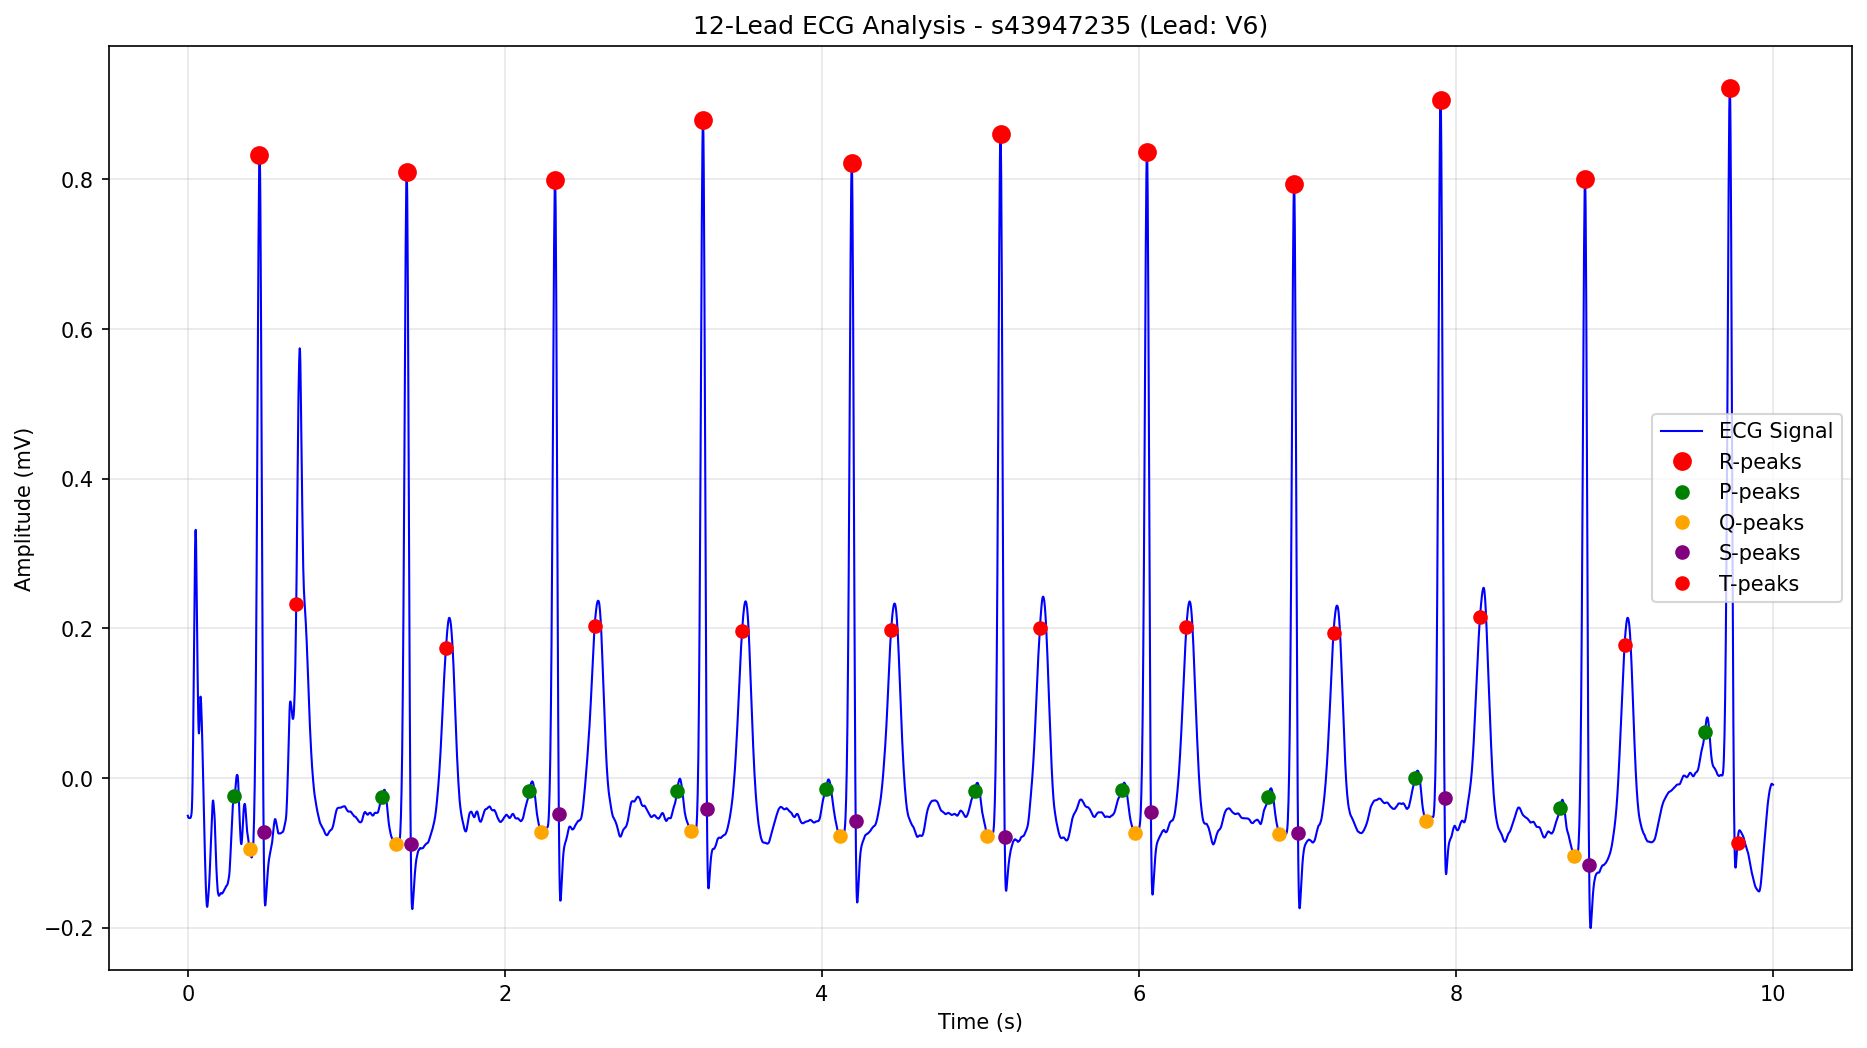 12-Lead ECG Analysis - s43947235 (Lead: V6)
Amplitude (mV)
0.8
0.6
0.4
0.2
0.0
−0.2
ECG Signal
R-peaks
P-peaks
Q-peaks
S-peaks
T-peaks
0 2 4 6 8 10
Time (s)